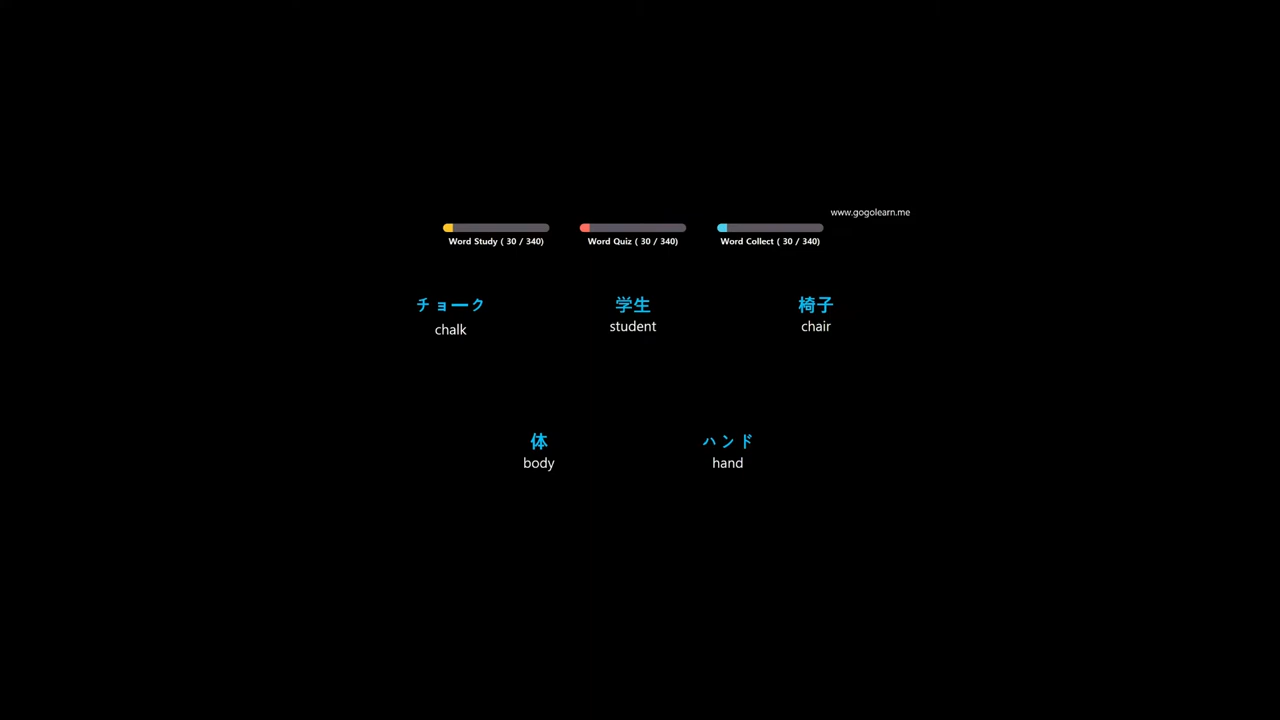 www.gogolearn.me
Word Study ( 30 / 340)
Word Quiz ( 30 / 340)
Word Collect ( 30 / 340)
チョーク
chalk
学生
student
椅子
chair
体
body
ハンド
hand